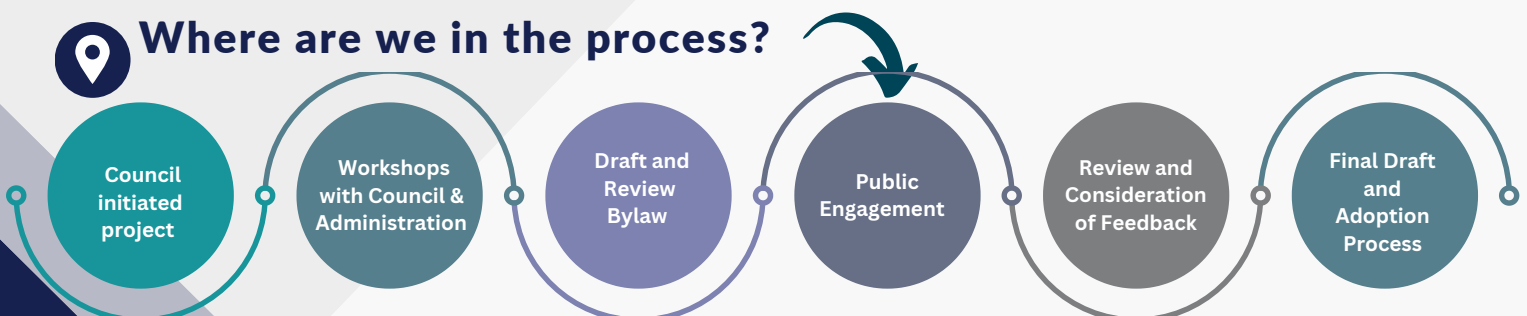 Where are we in the process?
Council
initiated
project
Workshops
with Council &
Administration
Draft and
Review
Bylaw
Public
Engagement
Review and
Consideration
of Feedback
Final Draft
and
Adoption
Process